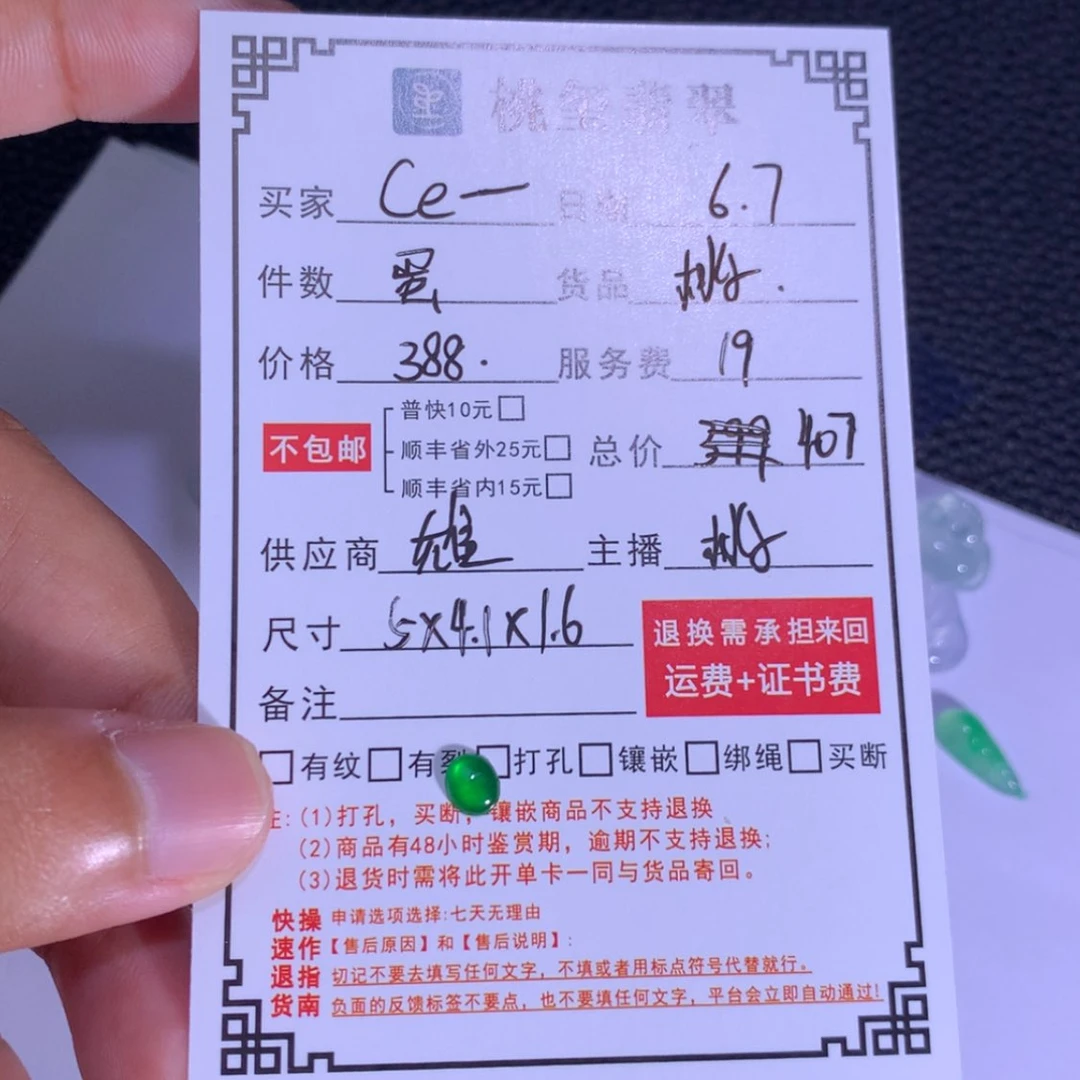 翡翠
买家 Ce一 日期 6.7
件数 蛋1 货品
价格 388. 服务费 19
普快10元
不包邮 顺丰省外25元 总价 407
顺丰省内15元
供应商 雄 主播
尺寸 5X4.1X1.6
退换需承担来回
运费+证书费
备注
有纹 有裂 打孔 镶嵌 绑绳 买断
注:(1)打孔，买断，镶嵌商品不支持退换
(2)商品有48小时鉴赏期，逾期不支持退换;
(3)退货时需将此开单卡一同与货品寄回。
快操 申请选项选择:七天无理由
速作【售后原因】和【售后说明】:
退指 切记不要去填写任何文字，不填或者用标点符号代替就行。
货南 负面的反馈标签不要点，也不要填任何文字，平台会立即自动通过!